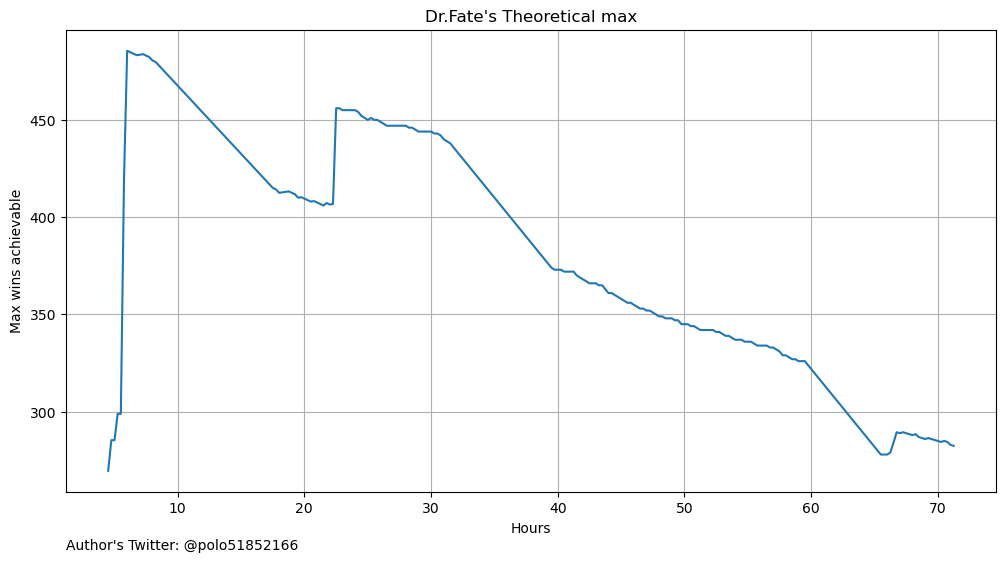 Dr.Fate's Theoretical max
Max wins achievable
450
400
350
300
10 20 30 40 50 60 70
Hours
Author's Twitter: @polo51852166